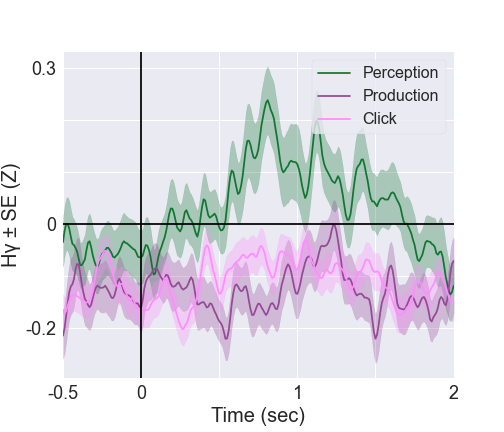 0.3
0
-0.2
Hγ ± SE (Z)
Perception
Production
Click
-0.5 0 1 2
Time (sec)